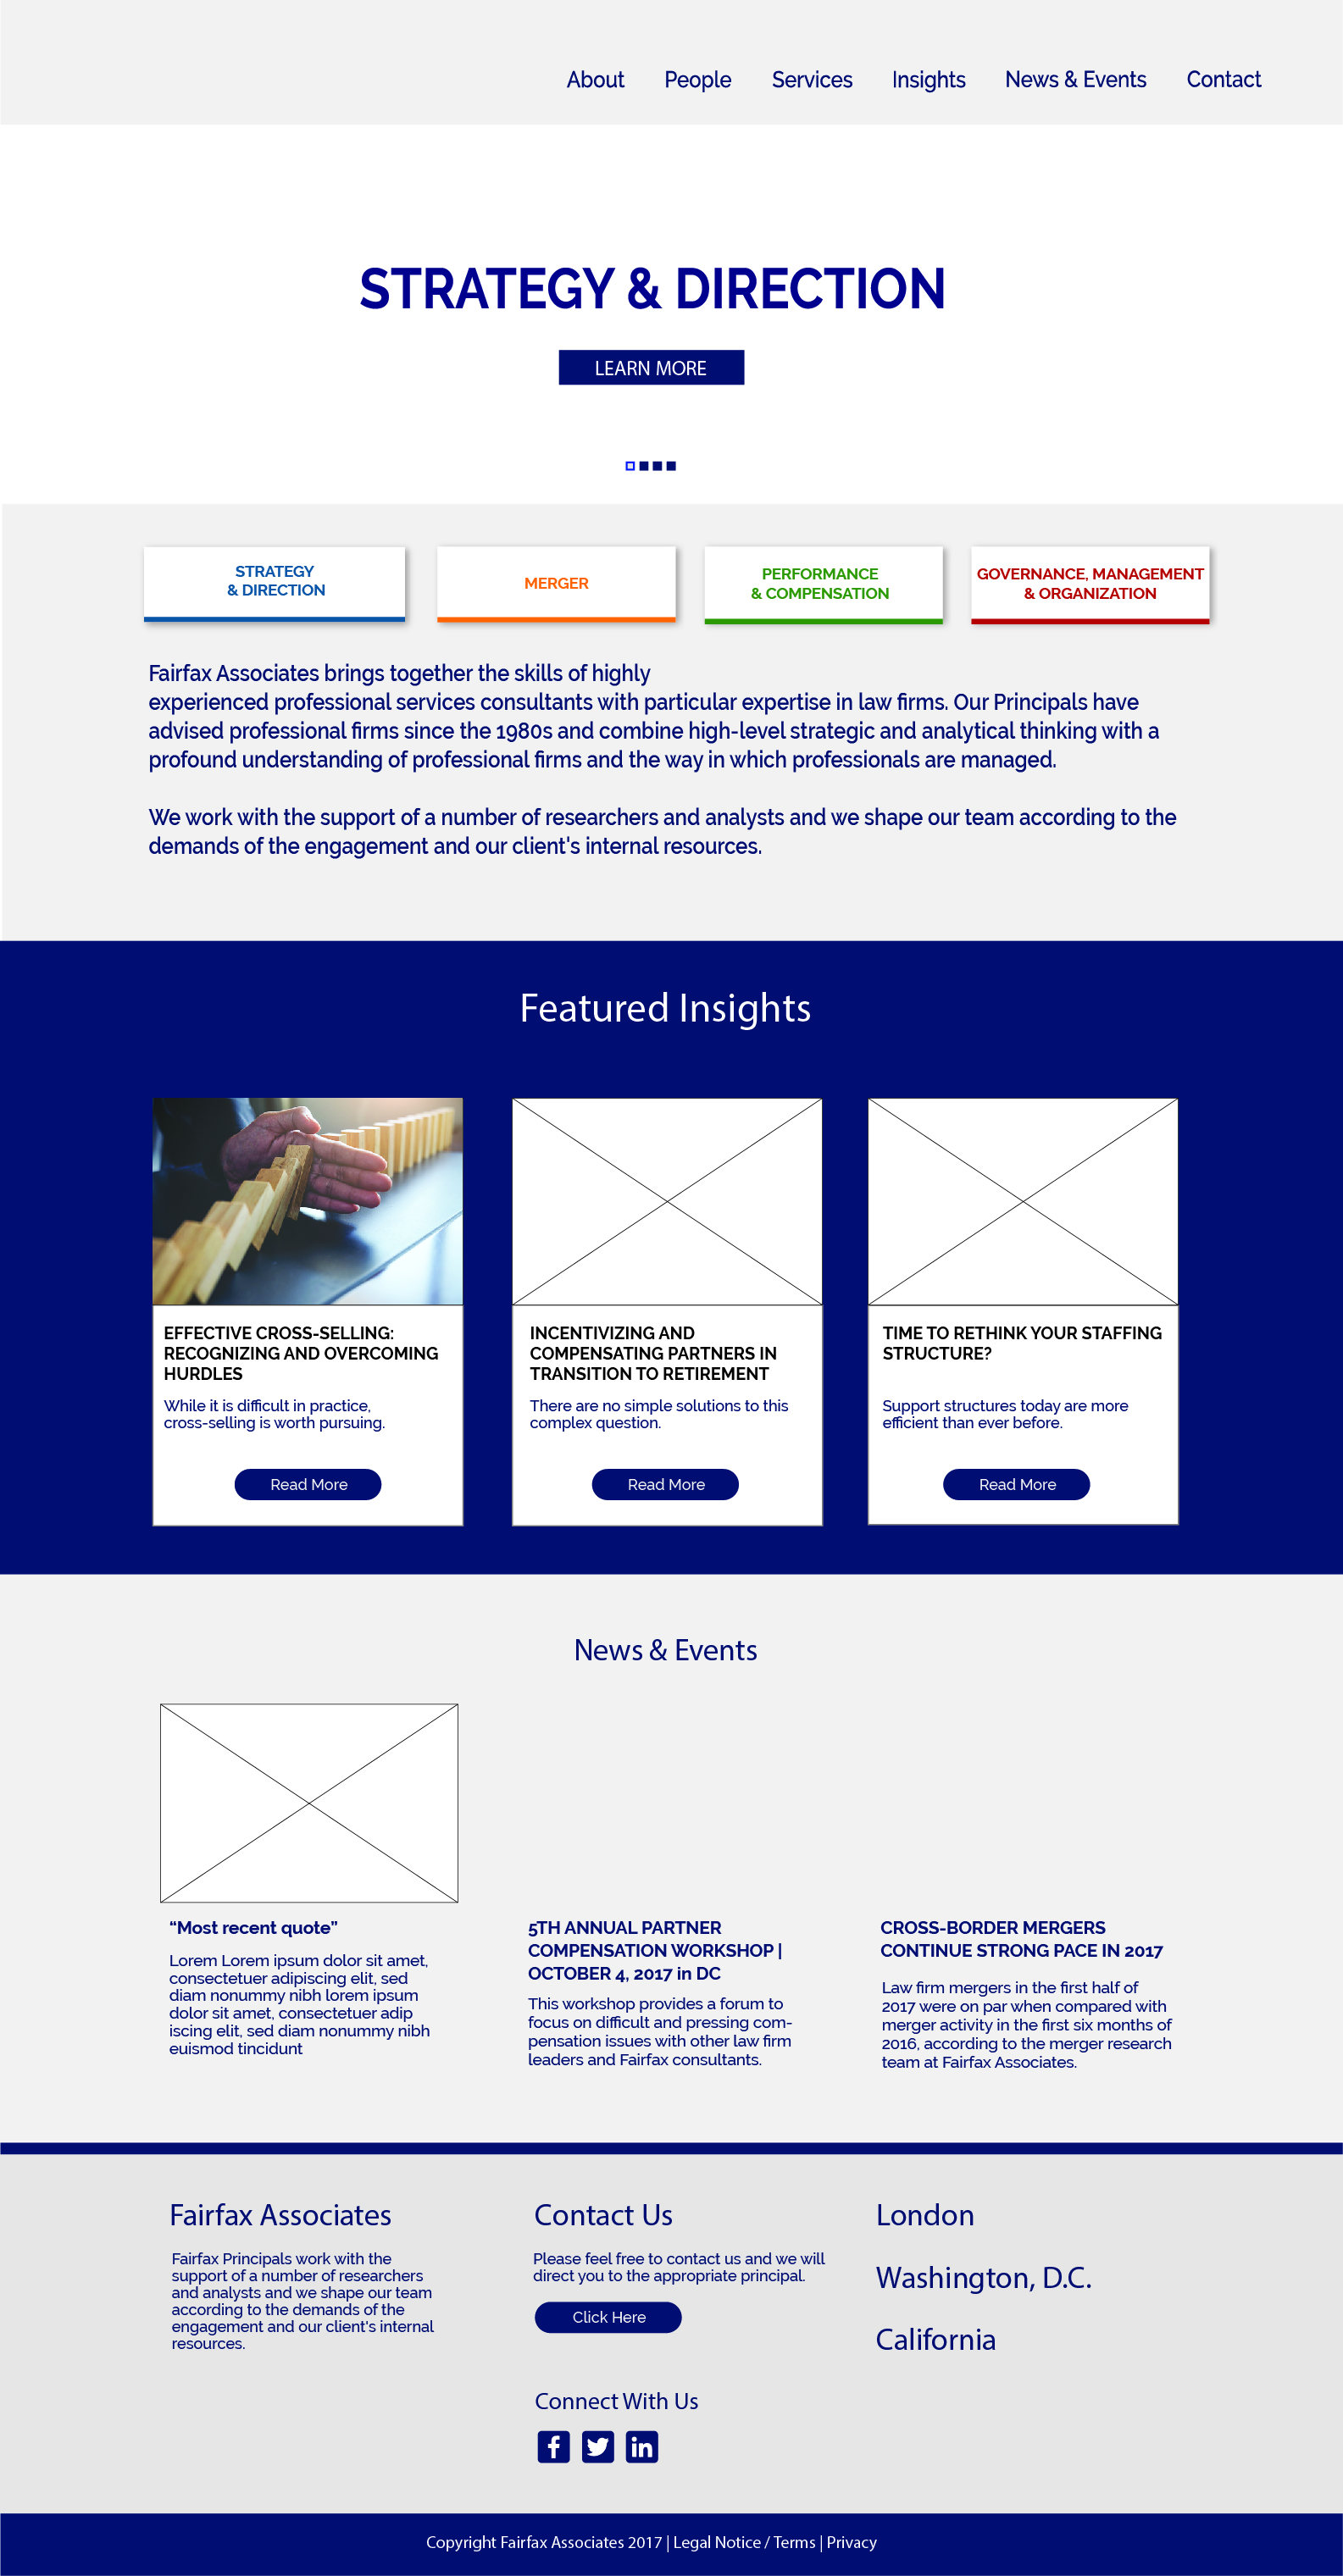 About People Services Insights News & Events Contact
STRATEGY & DIRECTION
LEARN MORE
STRATEGY
& DIRECTION
MERGER
PERFORMANCE
& COMPENSATION
GOVERNANCE, MANAGEMENT
& ORGANIZATION
Fairfax Associates brings together the skills of highly
experienced professional services consultants with particular expertise in law firms. Our Principals have
advised professional firms since the 1980s and combine high-level strategic and analytical thinking with a
profound understanding of professional firms and the way in which professionals are managed.
We work with the support of a number of researchers and analysts and we shape our team according to the
demands of the engagement and our client's internal resources.
Featured Insights
EFFECTIVE CROSS-SELLING:
RECOGNIZING AND OVERCOMING
HURDLES
While it is difficult in practice,
cross-selling is worth pursuing.
Read More
INCENTIVIZING AND
COMPENSATING PARTNERS IN
TRANSITION TO RETIREMENT
There are no simple solutions to this
complex question.
Read More
TIME TO RETHINK YOUR STAFFING
STRUCTURE?
Support structures today are more
efficient than ever before.
Read More
News & Events
“Most recent quote”
Lorem Lorem ipsum dolor sit amet,
consectetuer adipiscing elit, sed
diam nonummy nibh lorem ipsum
dolor sit amet, consectetuer adip
iscing elit, sed diam nonummy nibh
euismod tincidunt
5TH ANNUAL PARTNER
COMPENSATION WORKSHOP |
OCTOBER 4, 2017 in DC
This workshop provides a forum to
focus on difficult and pressing com-
pensation issues with other law firm
leaders and Fairfax consultants.
CROSS-BORDER MERGERS
CONTINUE STRONG PACE IN 2017
Law firm mergers in the first half of
2017 were on par when compared with
merger activity in the first six months of
2016, according to the merger research
team at Fairfax Associates.
Fairfax Associates
Fairfax Principals work with the
support of a number of researchers
and analysts and we shape our team
according to the demands of the
engagement and our client's internal
resources.
Contact Us
Please feel free to contact us and we will
direct you to the appropriate principal.
Click Here
Connect With Us
London
Washington, D.C.
California
Copyright Fairfax Associates 2017 | Legal Notice / Terms | Privacy